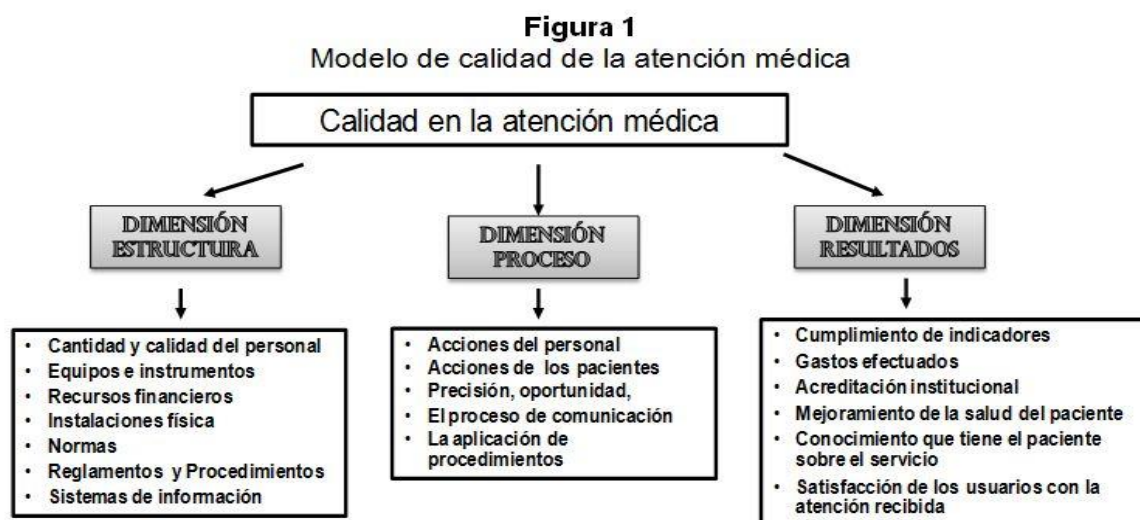 Figura 1
Modelo de calidad de la atención médica
Calidad en la atención médica
DIMENSIÓN
ESTRUCTURA
DIMENSIÓN
PROCESO
DIMENSIÓN
RESULTADOS
• Cantidad y calidad del personal
• Equipos e instrumentos
• Recursos financieros
• Instalaciones física
• Normas
• Reglamentos y Procedimientos
• Sistemas de información
• Acciones del personal
• Acciones de los pacientes
• Precisión, oportunidad,
• El proceso de comunicación
• La aplicación de
procedimientos
• Cumplimiento de indicadores
• Gastos efectuados
• Acreditación institucional
• Mejoramiento de la salud del paciente
• Conocimiento que tiene el paciente
sobre el servicio
• Satisfacción de los usuarios con la
atención recibida